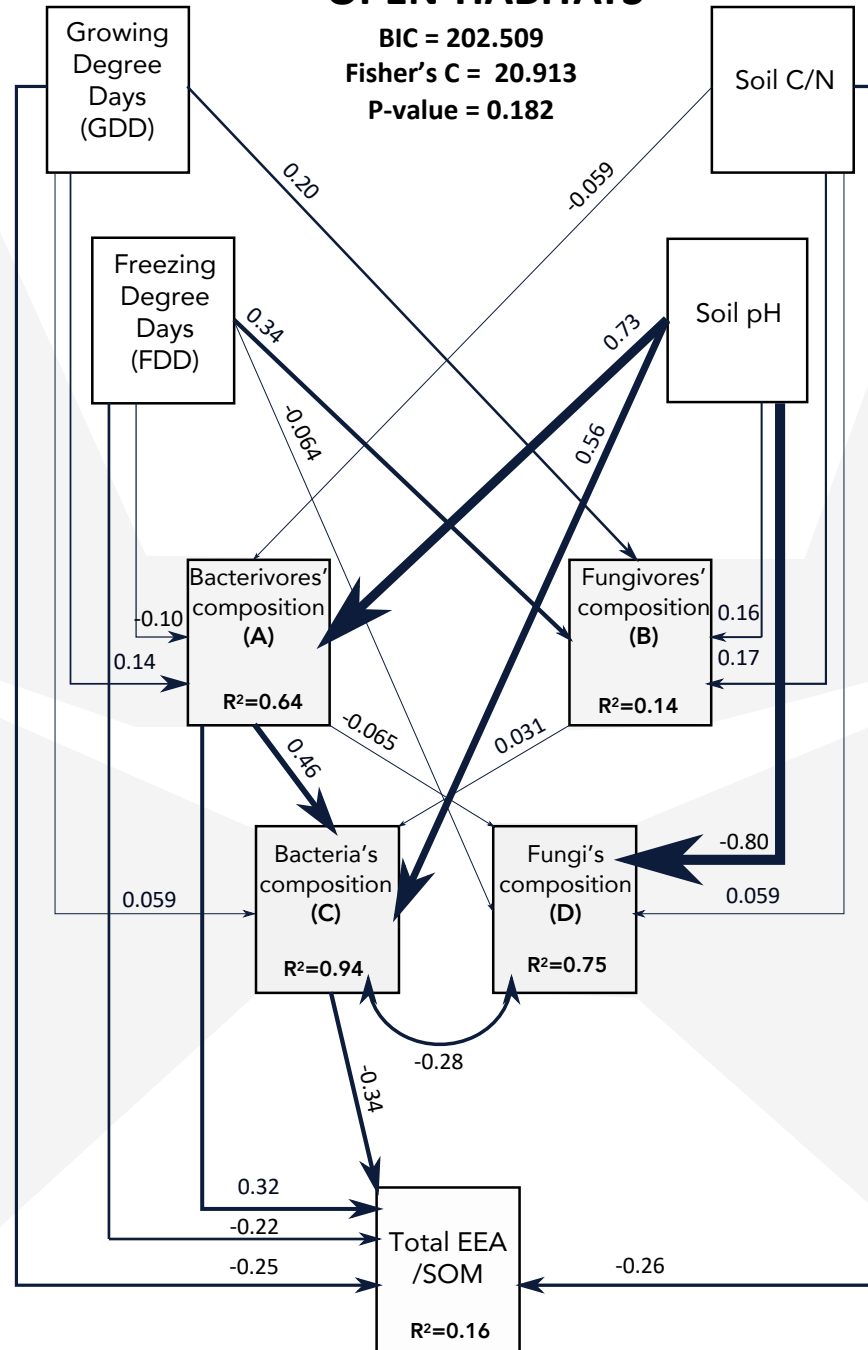 OPEN HABITATS
BIC = 202.509
Fisher's C =  20.913
P-value = 0.182
Growing
Degree
Days
(GDD)
Soil C/N
0.20
-0.059
Freezing
Degree
Days
(FDD)
Soil pH
0.34
0.73
-0.064
0.56
Bacterivores'
composition
(A)
R²=0.64
Fungivores'
composition
(B)
R²=0.14
-0.10
0.14
0.16
0.17
0.46
-0.065
0.031
-0.80
Bacteria's
composition
(C)
R²=0.94
Fungi's
composition
(D)
R²=0.75
0.059
0.059
-0.28
-0.34
0.32
-0.22
-0.25
-0.26
Total EEA
/SOM
R²=0.16